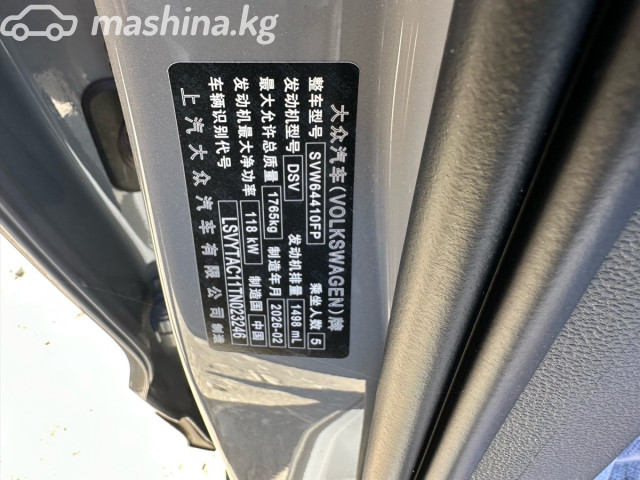 mashina.kg
大众汽车(VOLKSWAGEN)牌
整车型号 SVW64410FP 乘坐人数 5
发动机型号 DSV 发动机排量 1498 mL
最大允许总质量 1765kg 制造年月 2026-02
发动机最大净功率 118 kW 制造国 中国
车辆识别代号 LSVYTAC11TN023246
上汽大众汽车有限公司制造